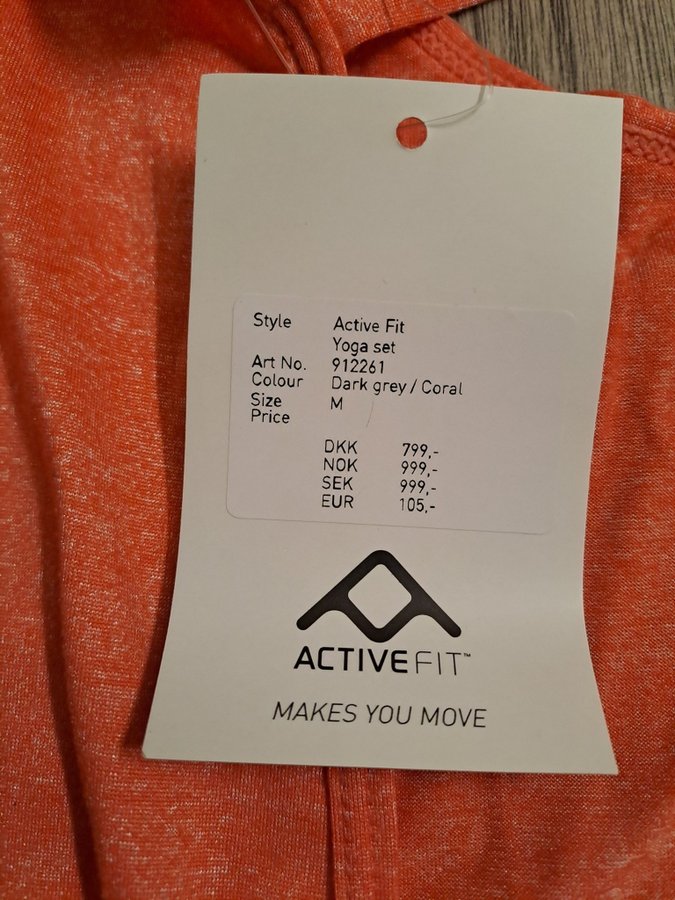 Style Active Fit
Yoga set
Art No. 912261
Colour Dark grey / Coral
Size M
Price
DKK 799,-
NOK 999,-
SEK 999,-
EUR 105,-
ACTIVEFIT™
MAKES YOU MOVE